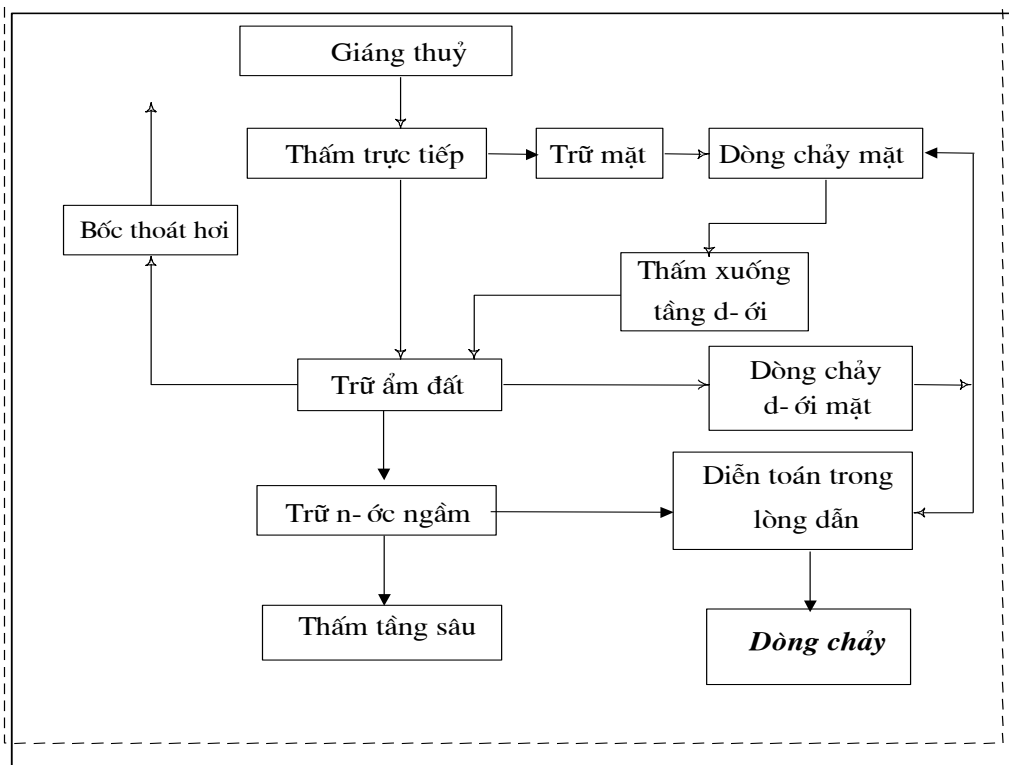 Giáng thuỷ
Thấm trực tiếp
Trữ mặt
Dòng chảy mặt
Bốc thoát hơi
Thấm xuống
tầng d- ới
Trữ ẩm đất
Dòng chảy
d- ới mặt
Trữ n- ớc ngầm
Diễn toán trong
lòng dẫn
Thấm tầng sâu
Dòng chảy